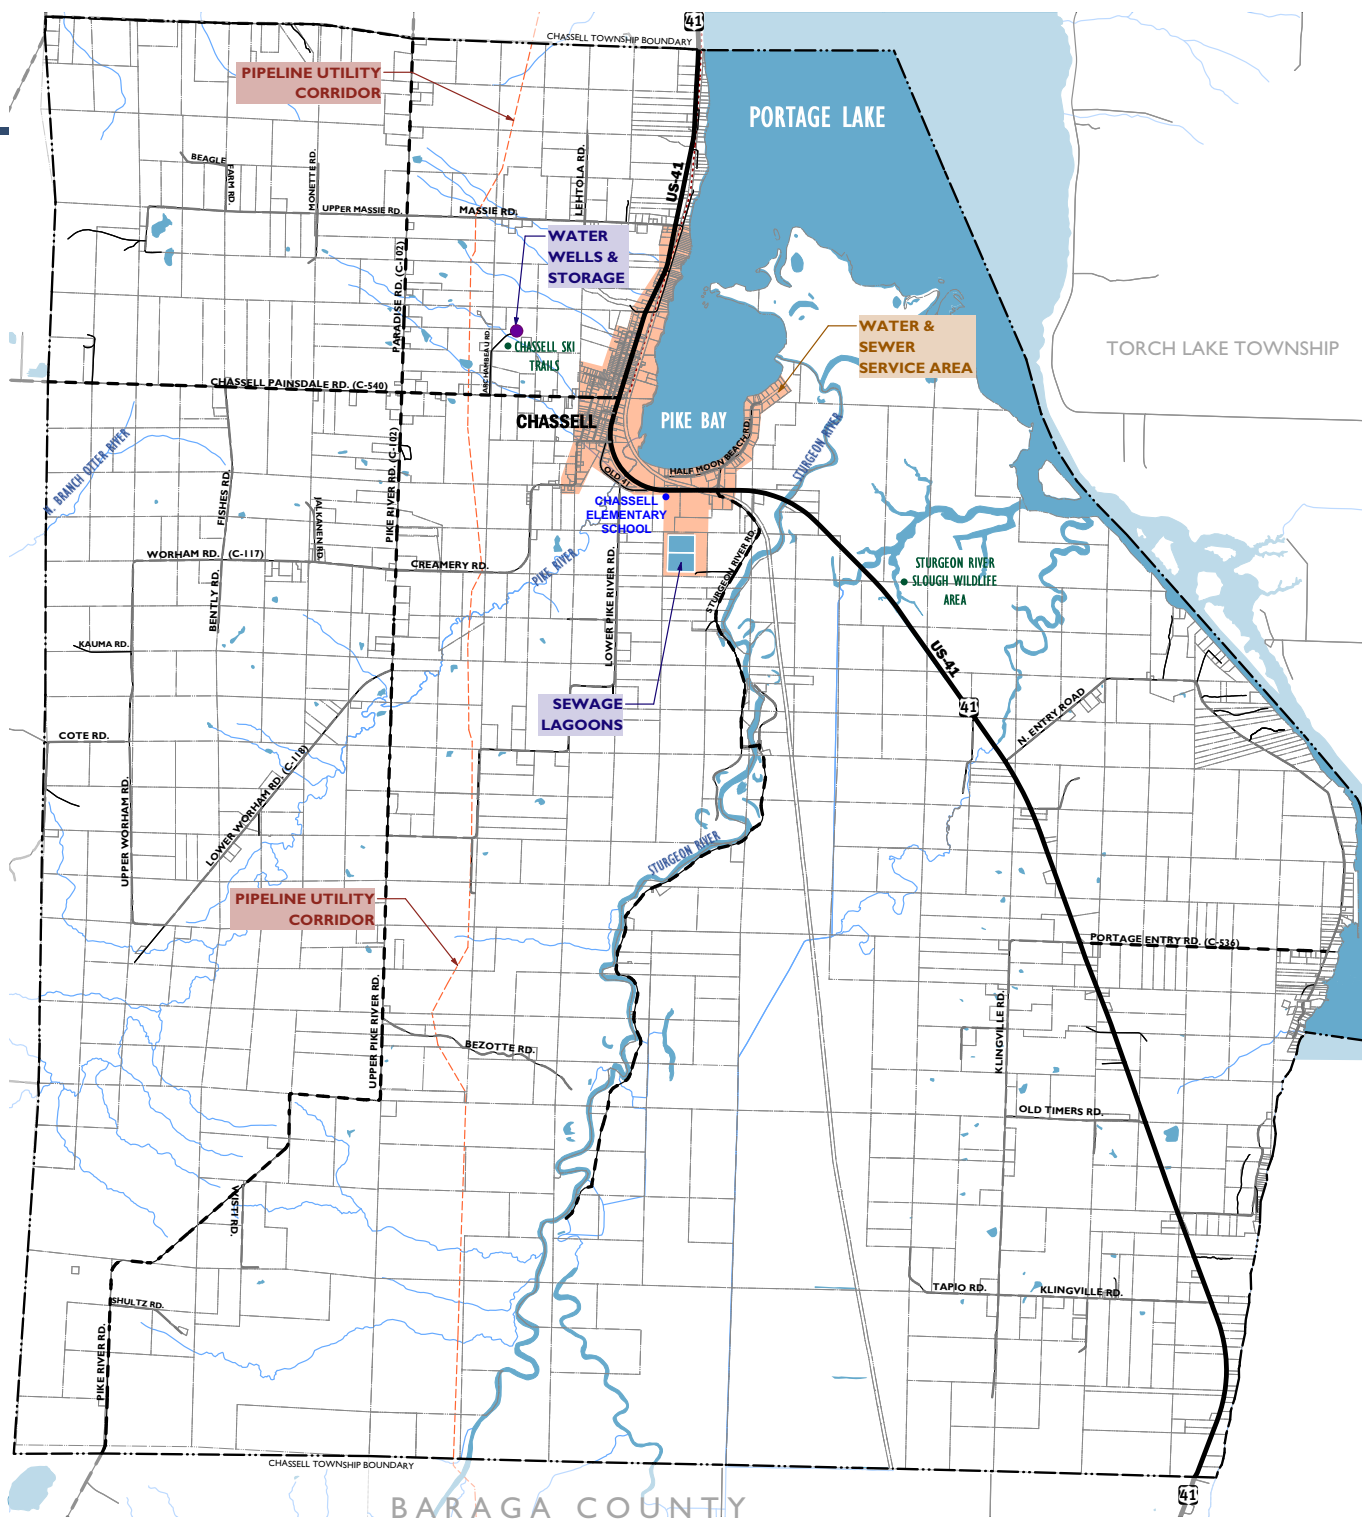 41
CHASSELL TOWNSHIP BOUNDARY
PIPELINE UTILITY
CORRIDOR
PORTAGE LAKE
US-41
BEAGLE
FARM RD.
MONETTE RD.
LEHTOLA RD.
UPPER MASSIE RD.
MASSIE RD.
WATER
WELLS &
STORAGE
PARADISE RD. (C-102)
WATER &
SEWER
SERVICE AREA
TORCH LAKE TOWNSHIP
ARCHAMBEAU RD.
CHASSELL SKI
TRAILS
CHASSELL PAINSDALE RD. (C-540)
CHASSELL
PIKE BAY
HALF MOON BEACH RD.
STURGEON RIVER
N. BRANCH OTTER RIVER
PIKE RIVER RD. (C-102)
FISHES RD.
JALKANEN RD.
OLD 41
CHASSELL
ELEMENTARY
SCHOOL
WORHAM RD. (C-117)
CREAMERY RD.
PIKE RIVER
STURGEON RIVER RD.
STURGEON RIVER
SLOUGH WILDLIFE
AREA
BENTLY RD.
LOWER PIKE RIVER RD.
KAUMA RD.
US-41
41
N. ENTRY ROAD
SEWAGE
LAGOONS
COTE RD.
UPPER WORHAM RD.
LOWER WORHAM RD. (C-118)
STURGEON RIVER
PIPELINE UTILITY
CORRIDOR
PORTAGE ENTRY RD. (C-536)
UPPER PIKE RIVER RD.
KLINGVILLE RD.
BEZOTTE RD.
OLD TIMERS RD.
WISTI RD.
TAPIO RD.
KLINGVILLE RD.
SHULTZ RD.
PIKE RIVER RD.
CHASSELL TOWNSHIP BOUNDARY
BARAGA COUNTY
41